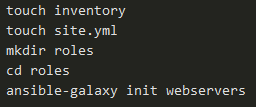 touch inventory
touch site.yml
mkdir roles
cd roles
ansible-galaxy init webservers